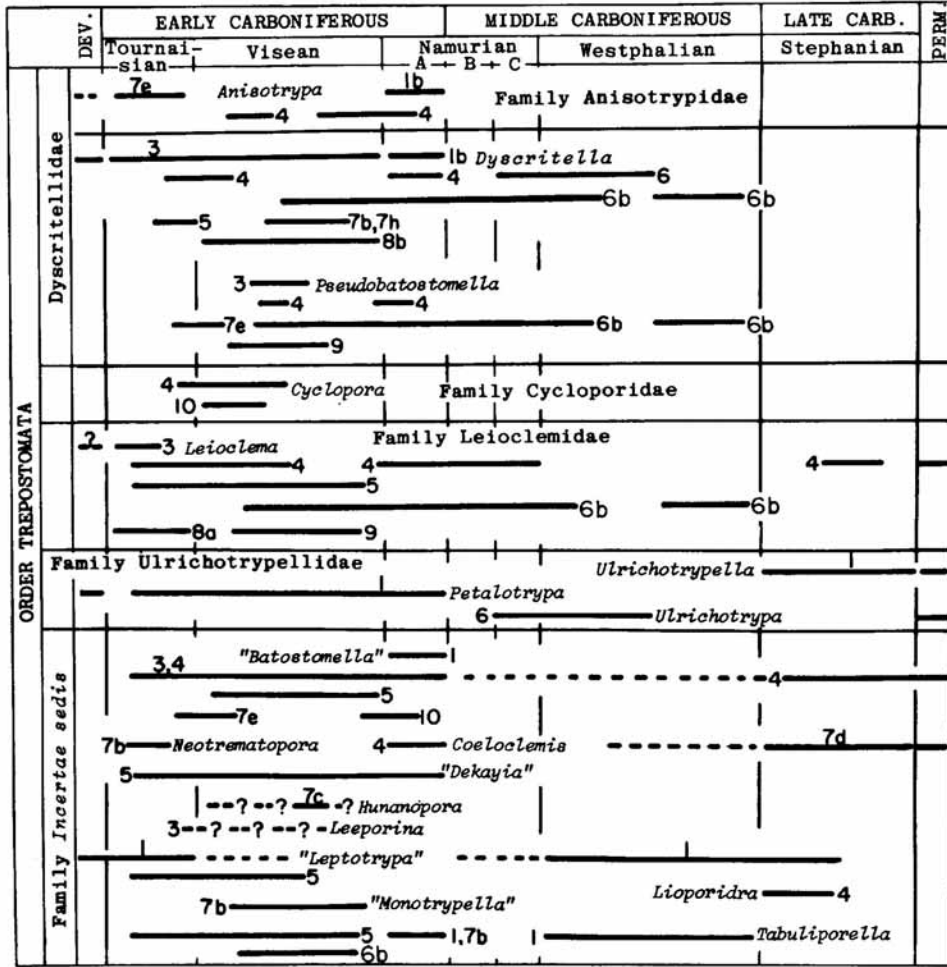 DEV. EARLY CARBONIFEROUS MIDDLE CARBONIFEROUS LATE CARB. PERM
Tournai-
sian Visean Namurian Westphalian Stephanian
A B C
ORDER TREPOSTOMATA
7e Anisotrypa 1b Family Anisotrypidae
4 4
Dyscritellidae
3 1b Dyscritella
4 4 6
6b 6b
5 7b,7h
8b
3 Pseudobatostomella
4 4
7e 6b 6b
9
4 Cyclopora Family Cycloporidae
10
? 3 Leioclema Family Leioclemidae
4 4 4
5
6b 6b
8a 9
Family Ulrichotrypellidae Ulrichotrypella
Petalotrypa
6 Ulrichotrypa
Family Incertae sedis
"Batostomella" 1
3,4 4
5
7e 10
7b Neotrematopora 4 Coeloclemis 7d
5 "Dekayia"
? ? 7c ? Hunanopora
3 ? ? ? Leeporina
"Leptotrypa"
5
Lioporidra 4
7b "Monotrypella"
5 1,7b 1 Tabuliporella
6b